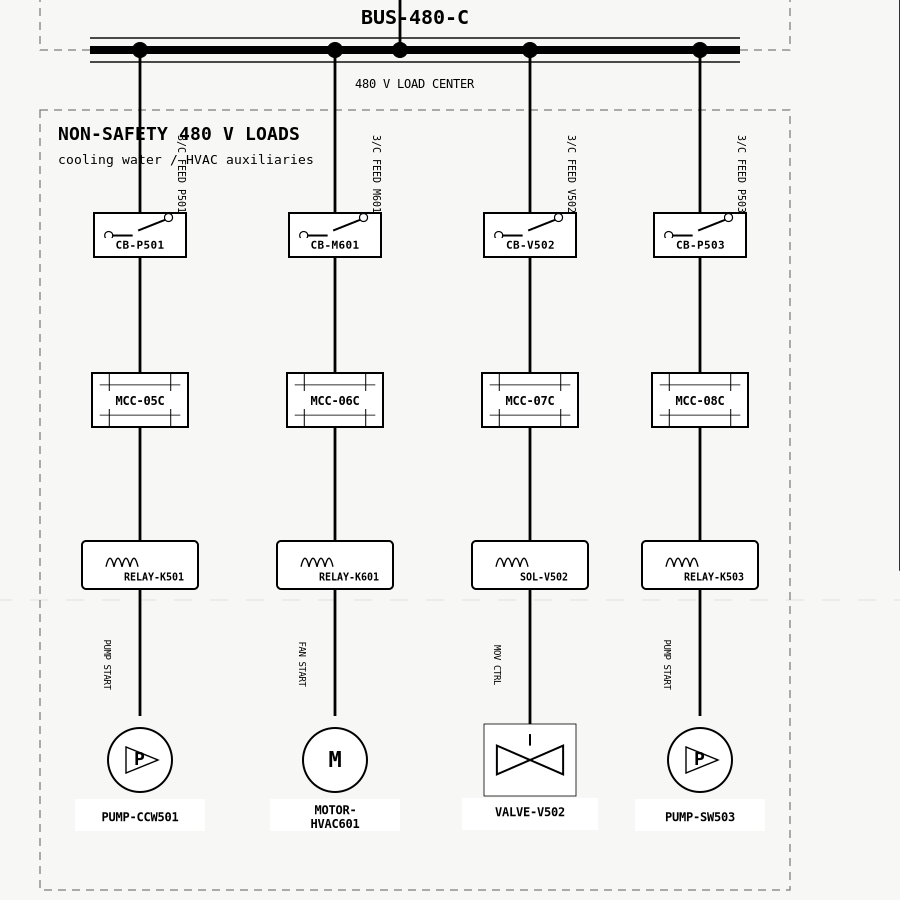 BUS-480-C
480 V LOAD CENTER
NON-SAFETY 480 V LOADS
cooling water / HVAC auxiliaries
3/C FEED P501
3/C FEED M601
3/C FEED V502
3/C FEED P503
CB-P501
CB-M601
CB-V502
CB-P503
MCC-05C
MCC-06C
MCC-07C
MCC-08C
RELAY-K501
RELAY-K601
SOL-V502
RELAY-K503
PUMP START
FAN START
MOV CTRL
PUMP START
P
M
P
PUMP-CCW501
MOTOR-
HVAC601
VALVE-V502
PUMP-SW503